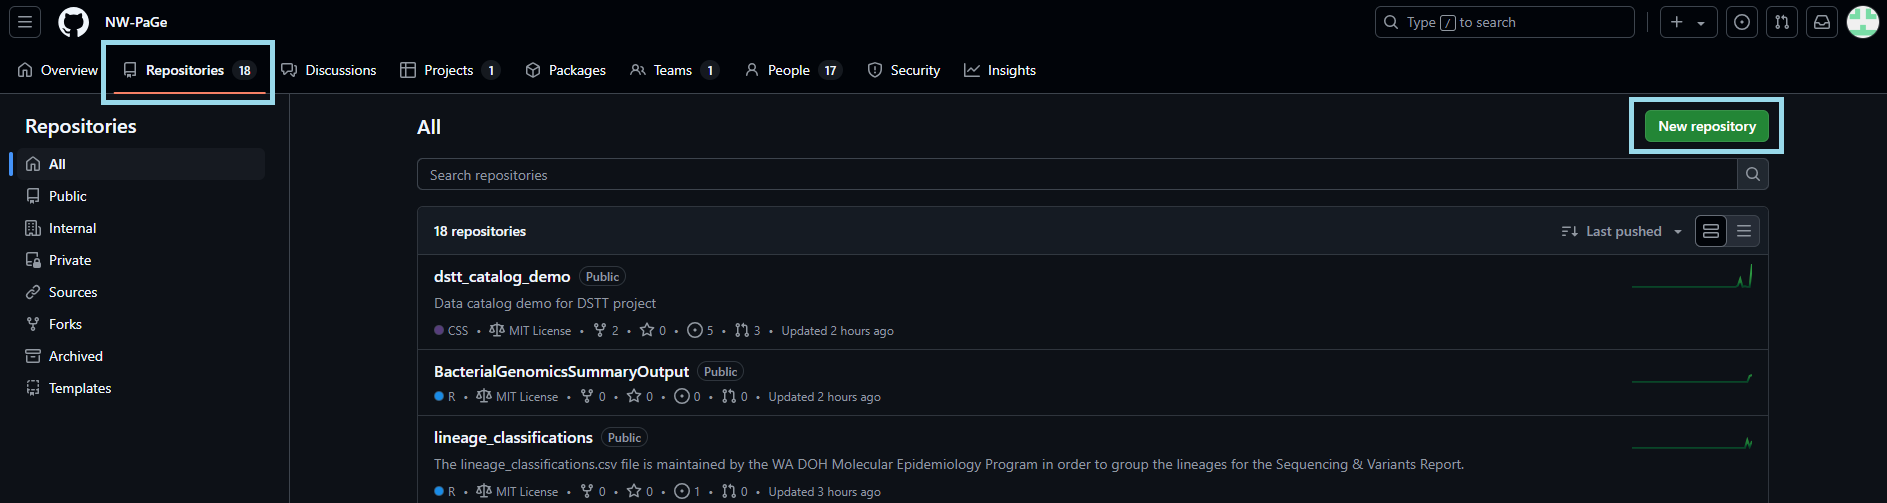 NW-PaGe
Type / to search
Overview
Repositories 18
Discussions
Projects 1
Packages
Teams 1
People 17
Security
Insights
Repositories
All
Public
Internal
Private
Sources
Forks
Archived
Templates
All
New repository
Search repositories
18 repositories
Last pushed
dstt_catalog_demo Public
Data catalog demo for DSTT project
CSS • MIT License • 2 • 0 • 5 • 3 • Updated 2 hours ago
BacterialGenomicsSummaryOutput Public
R • MIT License • 0 • 0 • 0 • 0 • Updated 2 hours ago
lineage_classifications Public
The lineage_classifications.csv file is maintained by the WA DOH Molecular Epidemiology Program in order to group the lineages for the Sequencing & Variants Report.
R • MIT License • 0 • 0 • 1 • 0 • Updated 3 hours ago